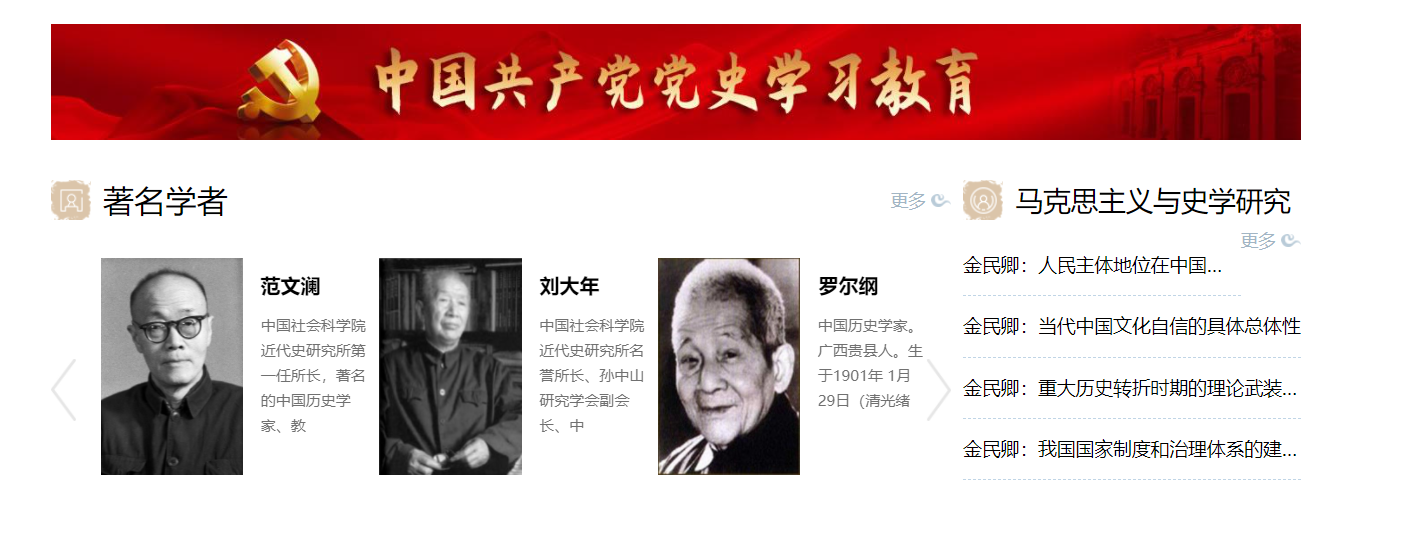 中国共产党党史学习教育
著名学者
更多
范文澜
中国社会科学院
近代史研究所第
一任所长，著名
的中国历史学
家、教
刘大年
中国社会科学院
近代史研究所名
誉所长、孙中山
研究学会副会
长、中
罗尔纲
中国历史学家。
广西贵县人。生
于1901年 1月
29日（清光绪
马克思主义与史学研究
更多
金民卿：人民主体地位在中国...
金民卿：当代中国文化自信的具体总体性
金民卿：重大历史转折时期的理论武装...
金民卿：我国国家制度和治理体系的建...